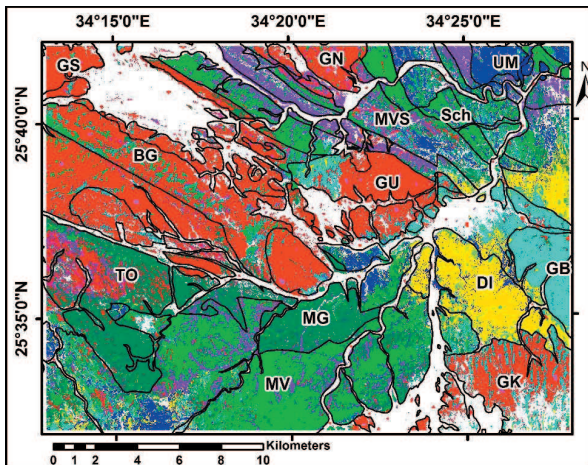 34°15'0"E 34°20'0"E 34°25'0"E
N
25°40'0"N
25°35'0"N
GS
GN
UM
MVS
Sch
BG
GU
TO
GB
DI
MG
GK
MV
0 1 2 4 6 8 10
Kilometers